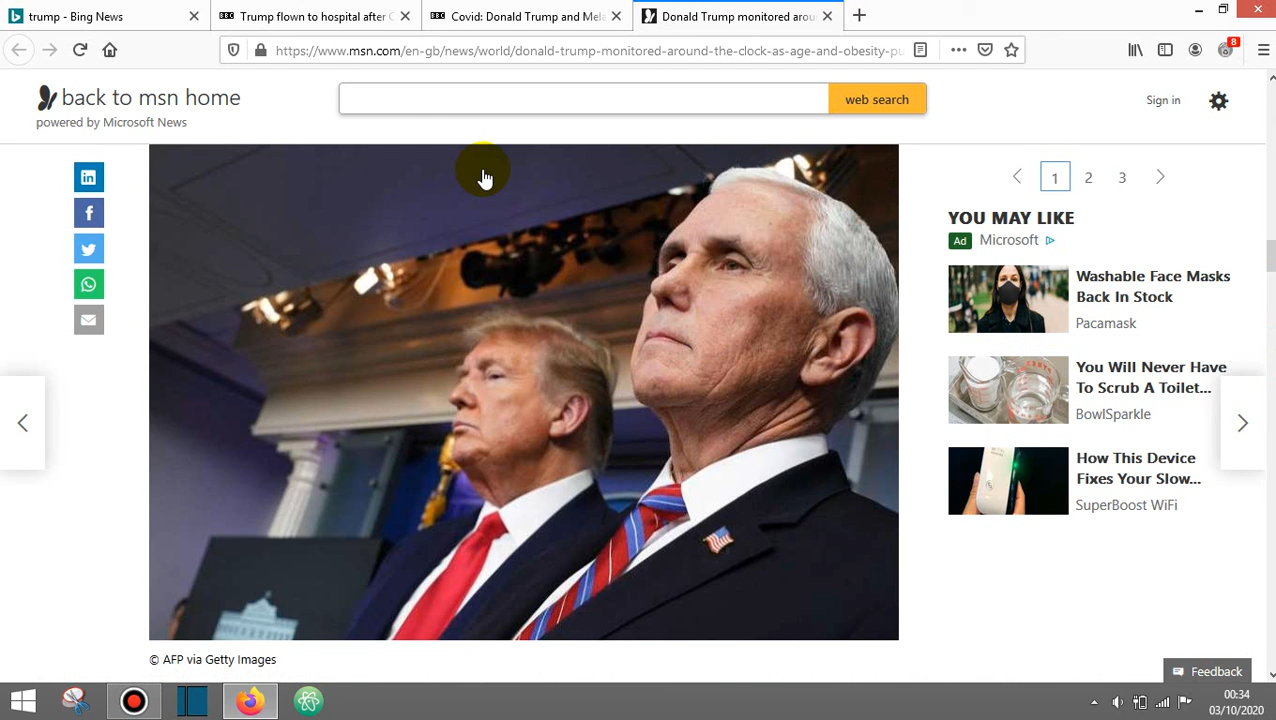 trump - Bing News
Trump flown to hospital after C
Covid: Donald Trump and Mela
Donald Trump monitored arou
https://www.msn.com/en-gb/news/world/donald-trump-monitored-around-the-clock-as-age-and-obesity-pu
8
back to msn home
powered by Microsoft News
web search
Sign in
1 2 3
YOU MAY LIKE
Ad Microsoft
Washable Face Masks
Back In Stock
Pacamask
You Will Never Have
To Scrub A Toilet...
BowlSparkle
How This Device
Fixes Your Slow...
SuperBoost WiFi
© AFP via Getty Images
Feedback
00:34
03/10/2020